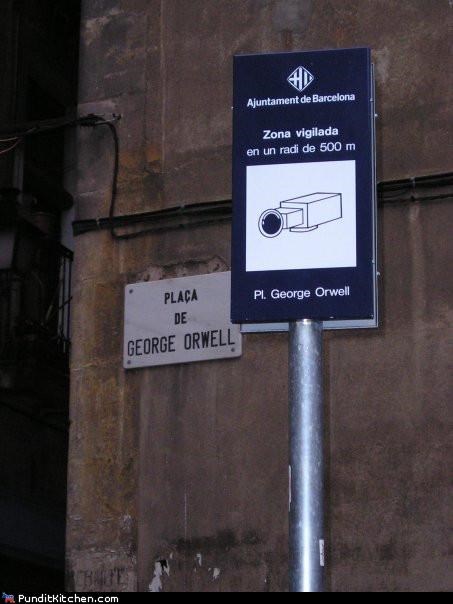 Ajuntament de Barcelona
Zona vigilada
en un radi de 500 m
Pl. George Orwell
PLAÇA
DE
GEORGE ORWELL
PunditKitchen.com